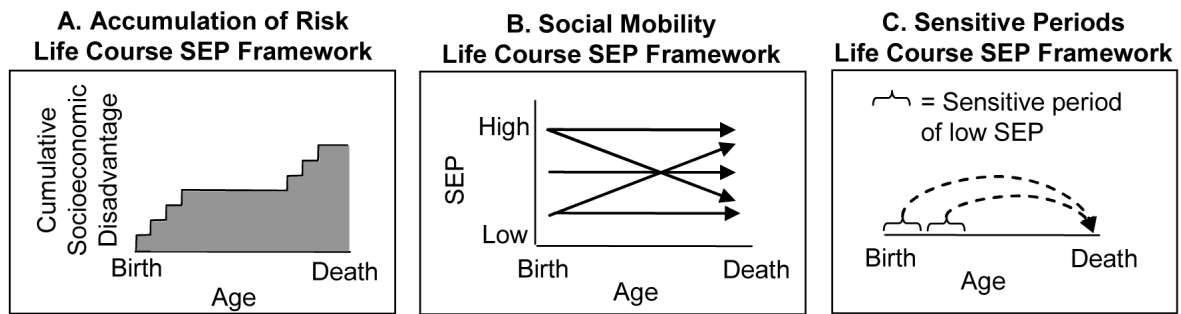 A. Accumulation of Risk
Life Course SEP Framework
Cumulative
Socioeconomic
Disadvantage
Birth
Death
Age
B. Social Mobility
Life Course SEP Framework
High
SEP
Low
Birth
Death
Age
C. Sensitive Periods
Life Course SEP Framework
= Sensitive period
of low SEP
Birth
Death
Age